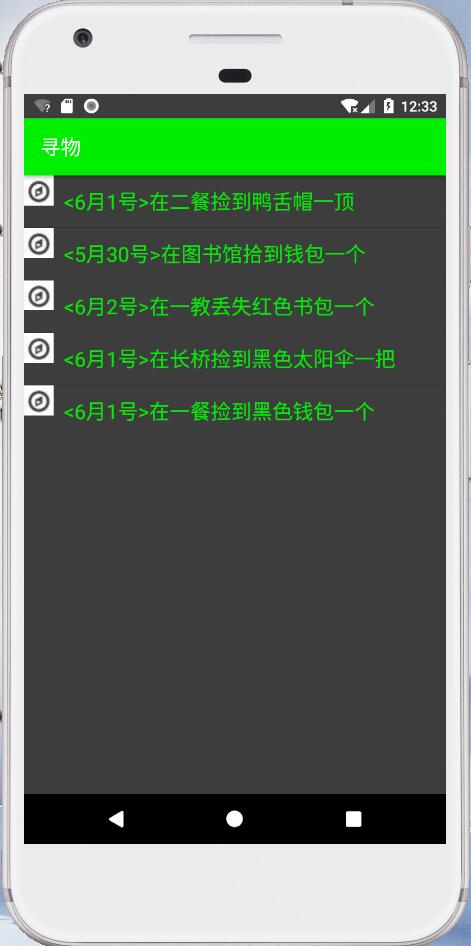 12:33
寻物
<6月1号>在二餐捡到鸭舌帽一顶
<5月30号>在图书馆拾到钱包一个
<6月2号>在一教丢失红色书包一个
<6月1号>在长桥捡到黑色太阳伞一把
<6月1号>在一餐捡到黑色钱包一个